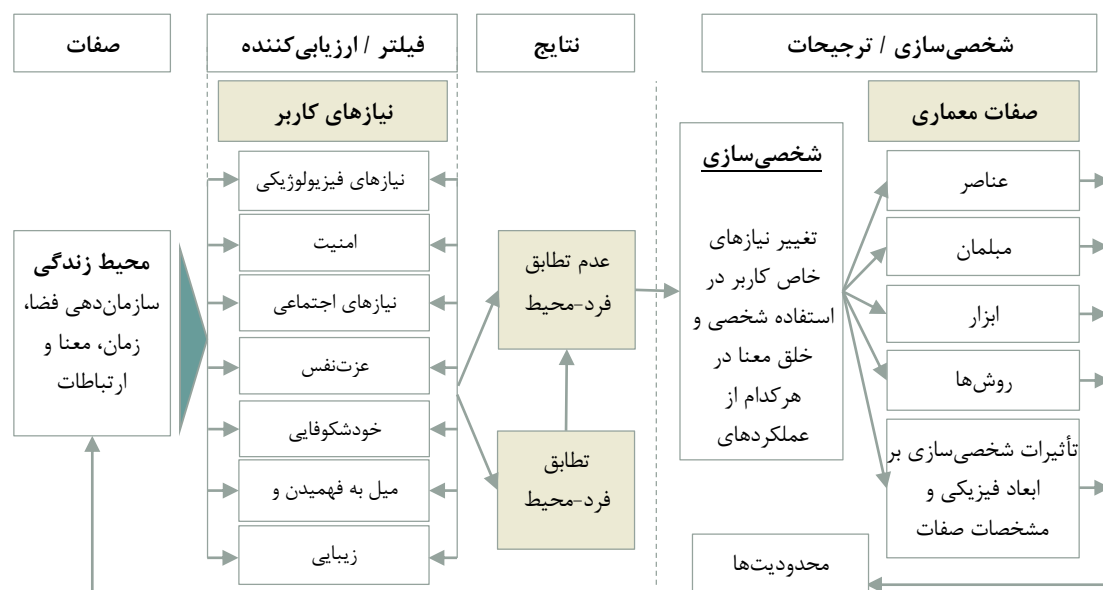 صفات
فیلتر / ارزیابی‌کننده
نتایج
شخصی‌سازی / ترجیحات
نیازهای کاربر
صفات معماری
محیط زندگی
سازمان‌دهی فضا،
زمان، معنا و
ارتباطات
نیازهای فیزیولوژیکی
امنیت
نیازهای اجتماعی
عزت‌نفس
خودشکوفایی
میل به فهمیدن و
زیبایی
عدم تطابق
فرد-محیط
تطابق
فرد-محیط
شخصی‌سازی
تغییر نیازهای
خاص کاربر در
استفاده شخصی و
خلق معنا در
هرکدام از
عملکردهای
عناصر
مبلمان
ابزار
روش‌ها
تأثیرات شخصی‌سازی بر
ابعاد فیزیکی و
مشخصات صفات
محدودیت‌ها